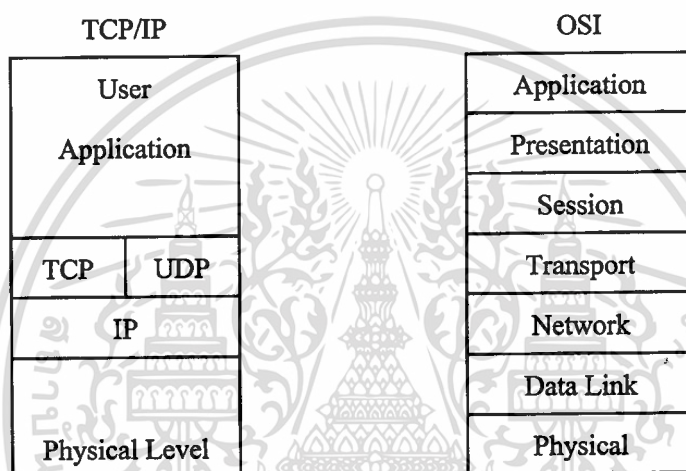 TCP/IP
User
Application
TCP UDP
IP
Physical Level
OSI
Application
Presentation
Session
Transport
Network
Data Link
Physical